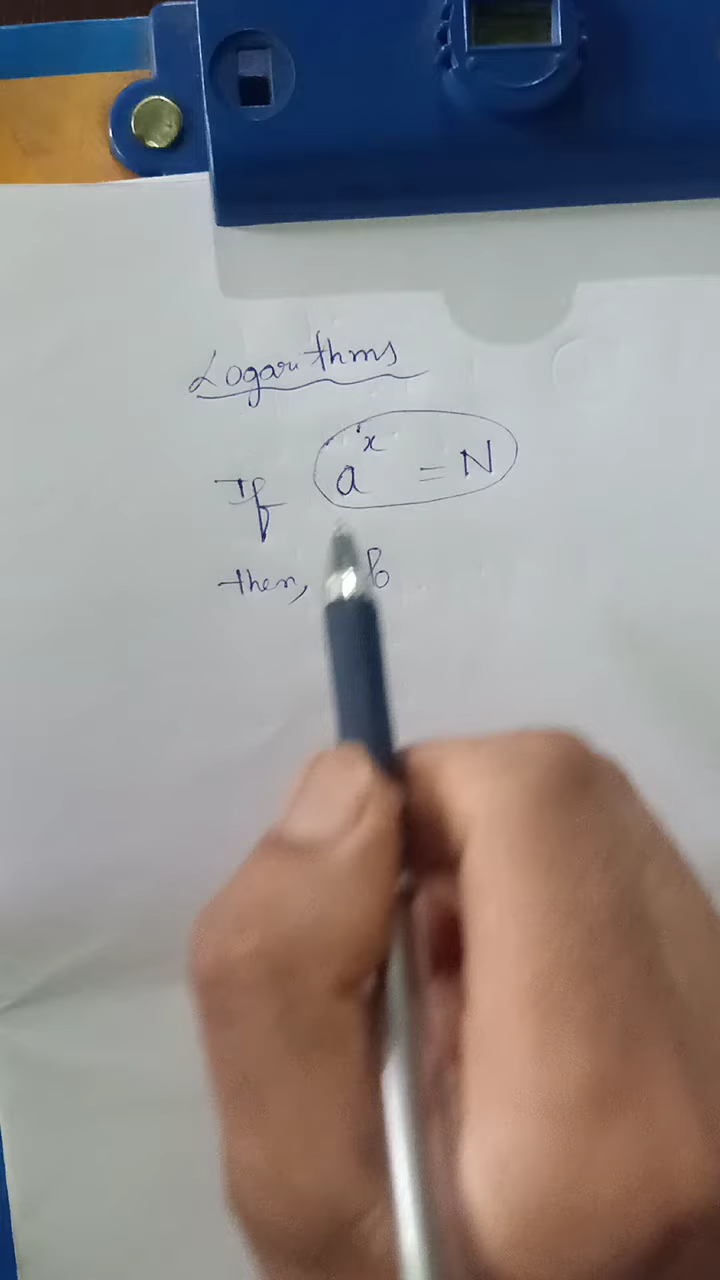 Logarithms
If a^x = N
then,